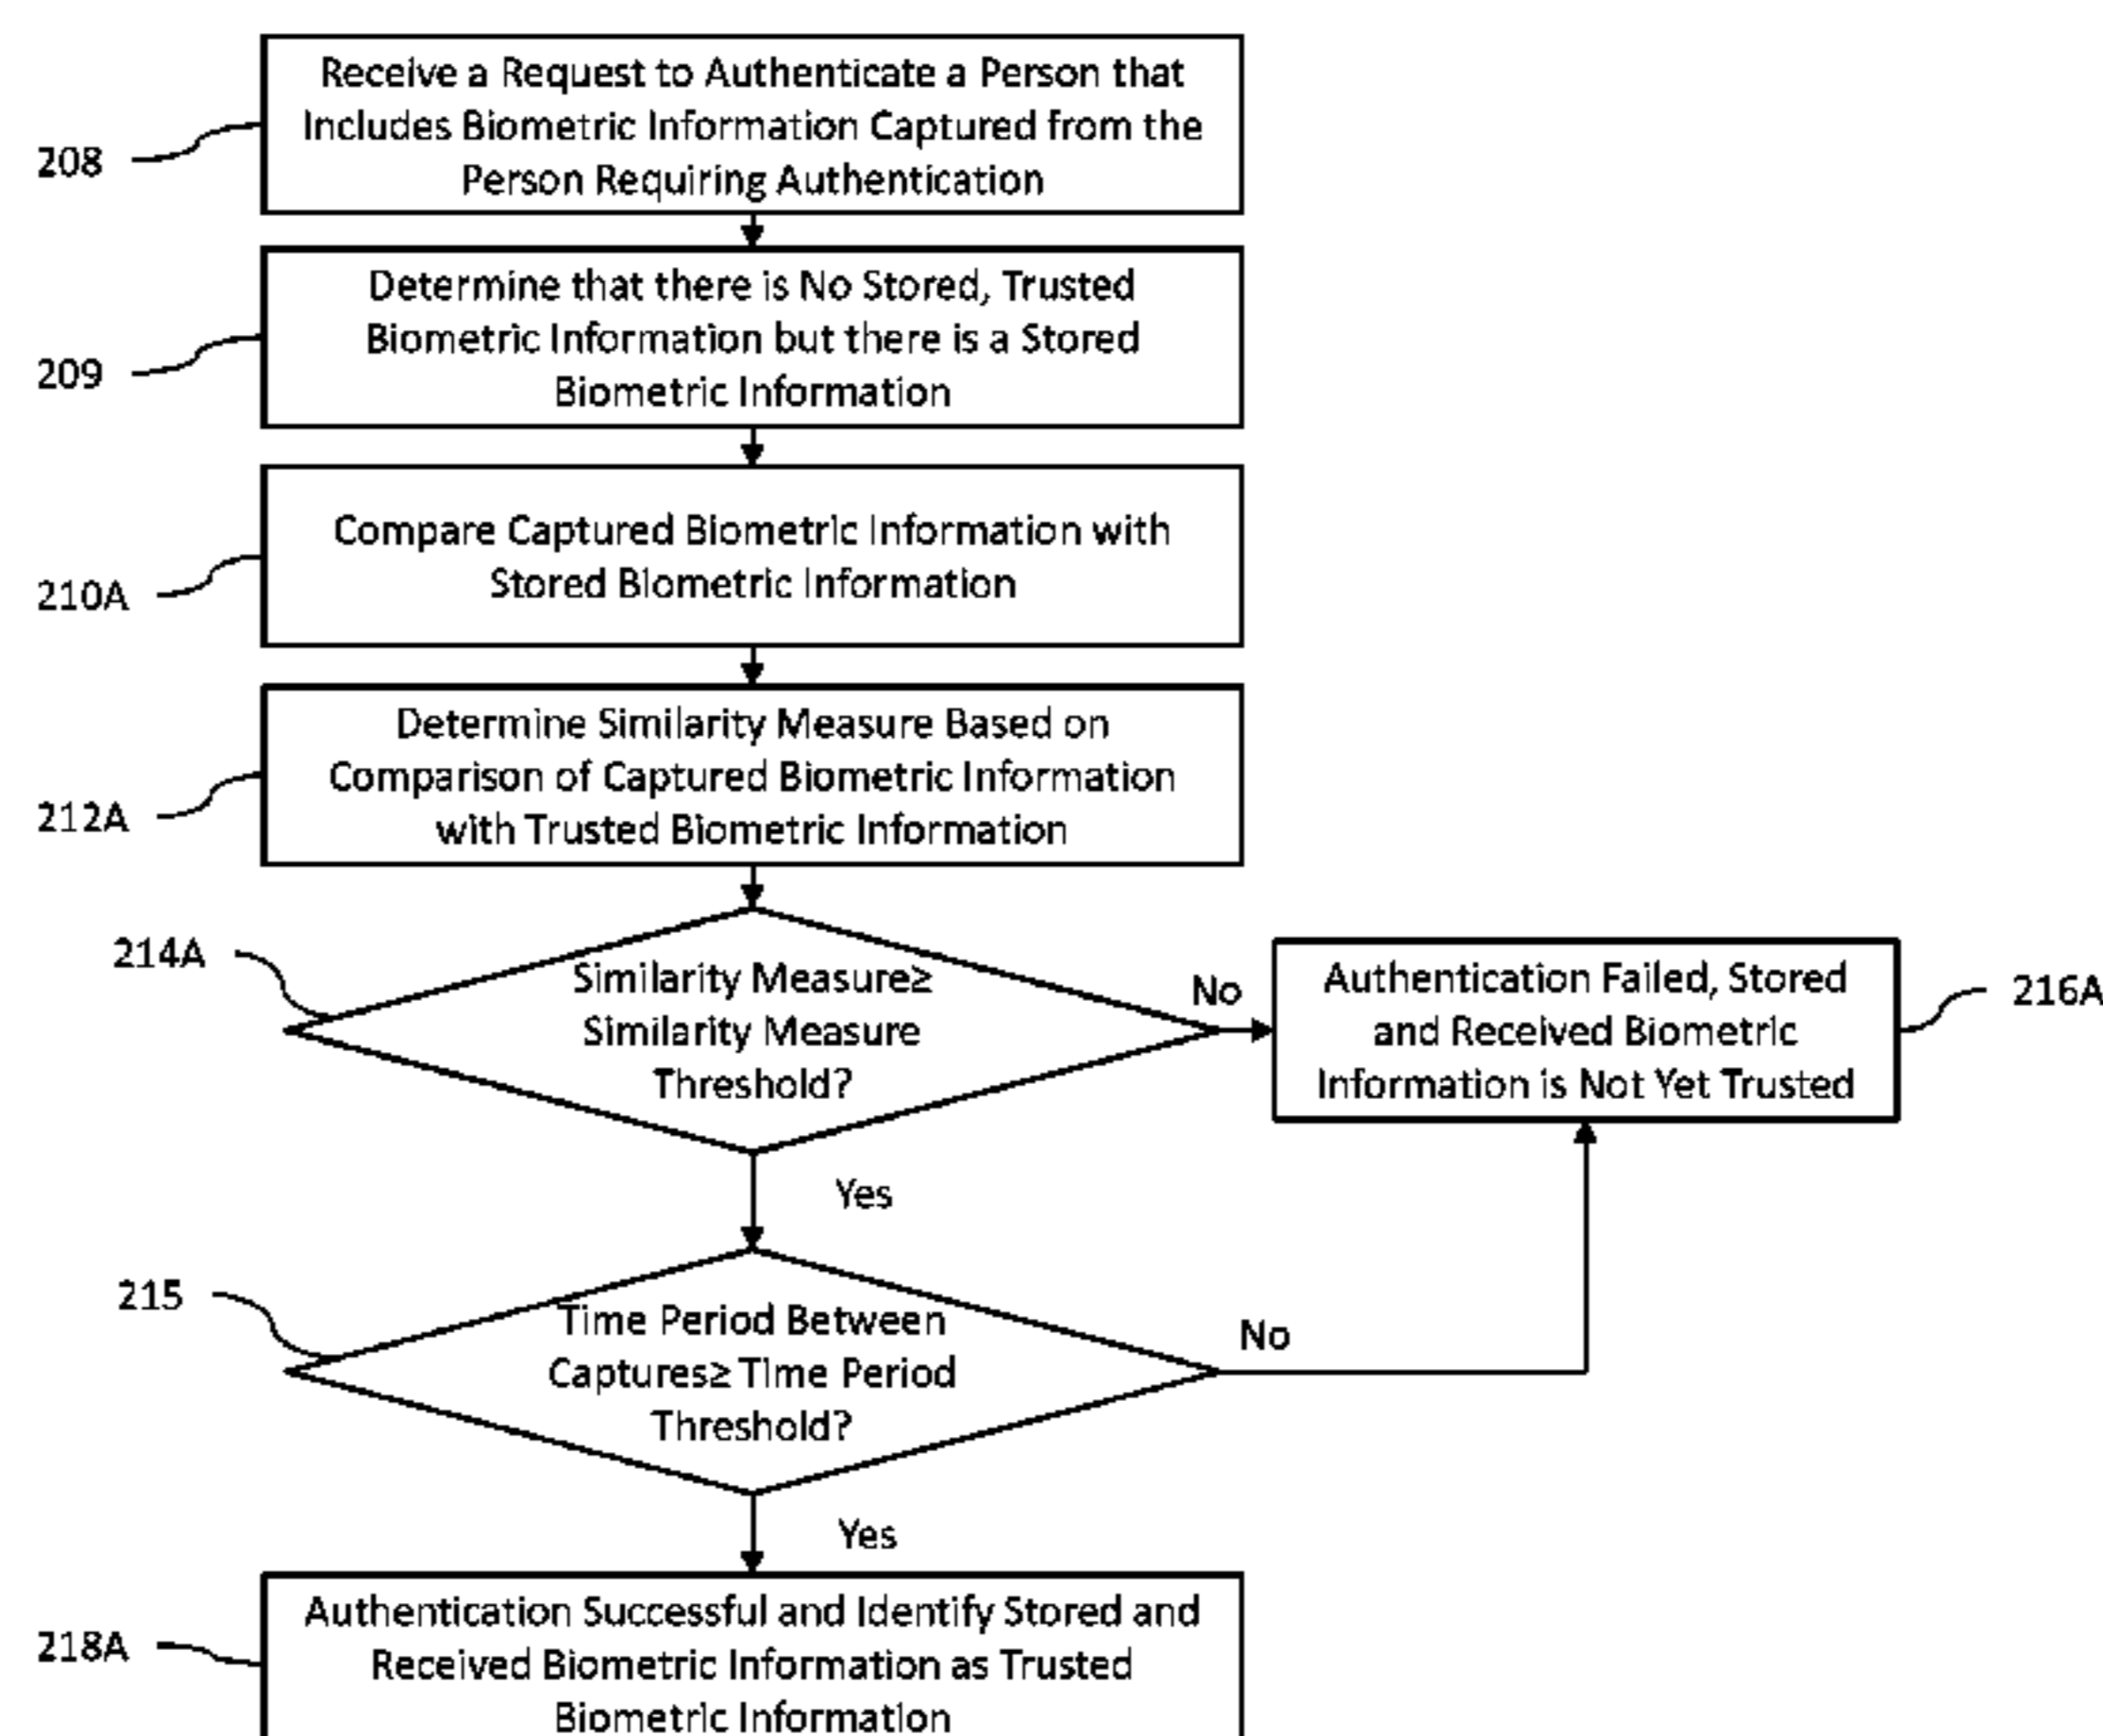 Receive a Request to Authenticate a Person that
Includes Biometric Information Captured from the
Person Requiring Authentication
208
Determine that there is No Stored, Trusted
Biometric Information but there is a Stored
Biometric Information
209
Compare Captured Biometric Information with
Stored Biometric Information
210A
Determine Similarity Measure Based on
Comparison of Captured Biometric Information
with Trusted Biometric Information
212A
214A
Similarity Measure≥
Similarity Measure
Threshold?
No
Authentication Failed, Stored
and Received Biometric
Information is Not Yet Trusted
216A
Yes
215
Time Period Between
Captures≥ Time Period
Threshold?
No
Yes
Authentication Successful and Identify Stored and
Received Biometric Information as Trusted
Biometric Information
218A